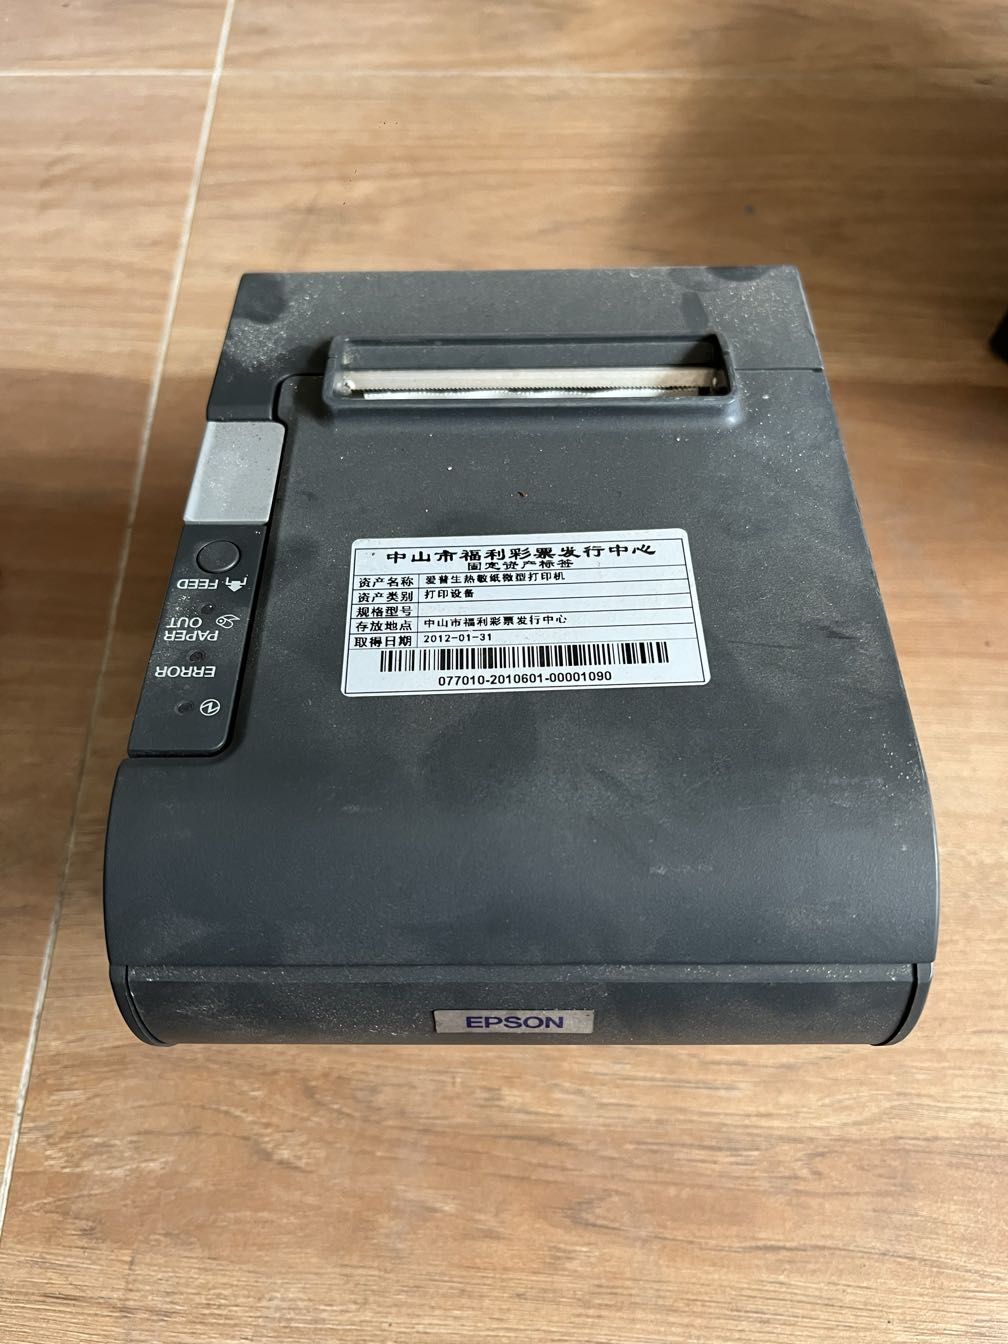 中山市福利彩票发行中心
固定资产标签
资产名称 爱普生热敏纸微型打印机
资产类别 打印设备
规格型号
存放地点 中山市福利彩票发行中心
取得日期 2012-01-31
077010-2010601-00001090
FEED
PAPER
OUT
ERROR
EPSON